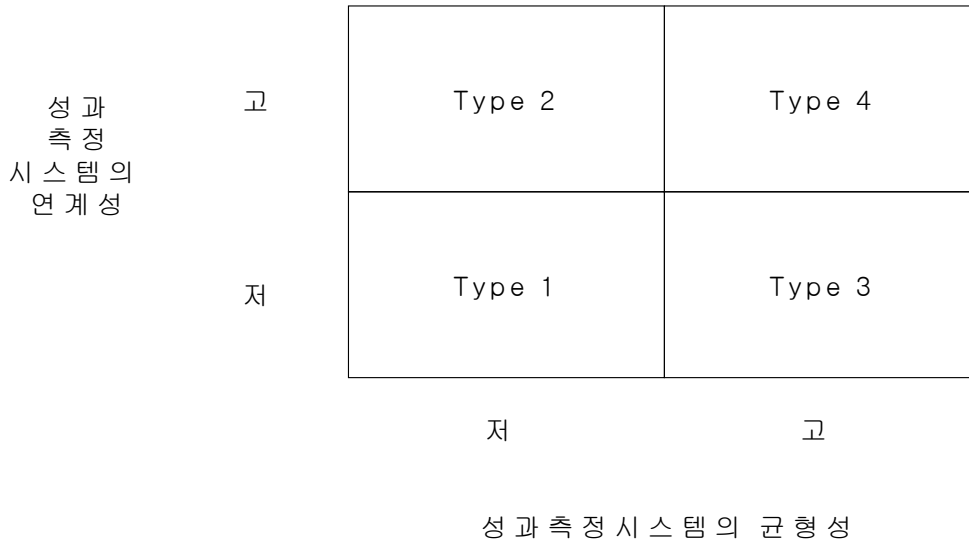 성과
측정
시스템의
연계성
고
Type 2
Type 4
저
Type 1
Type 3
저
고
성과측정시스템의 균형성